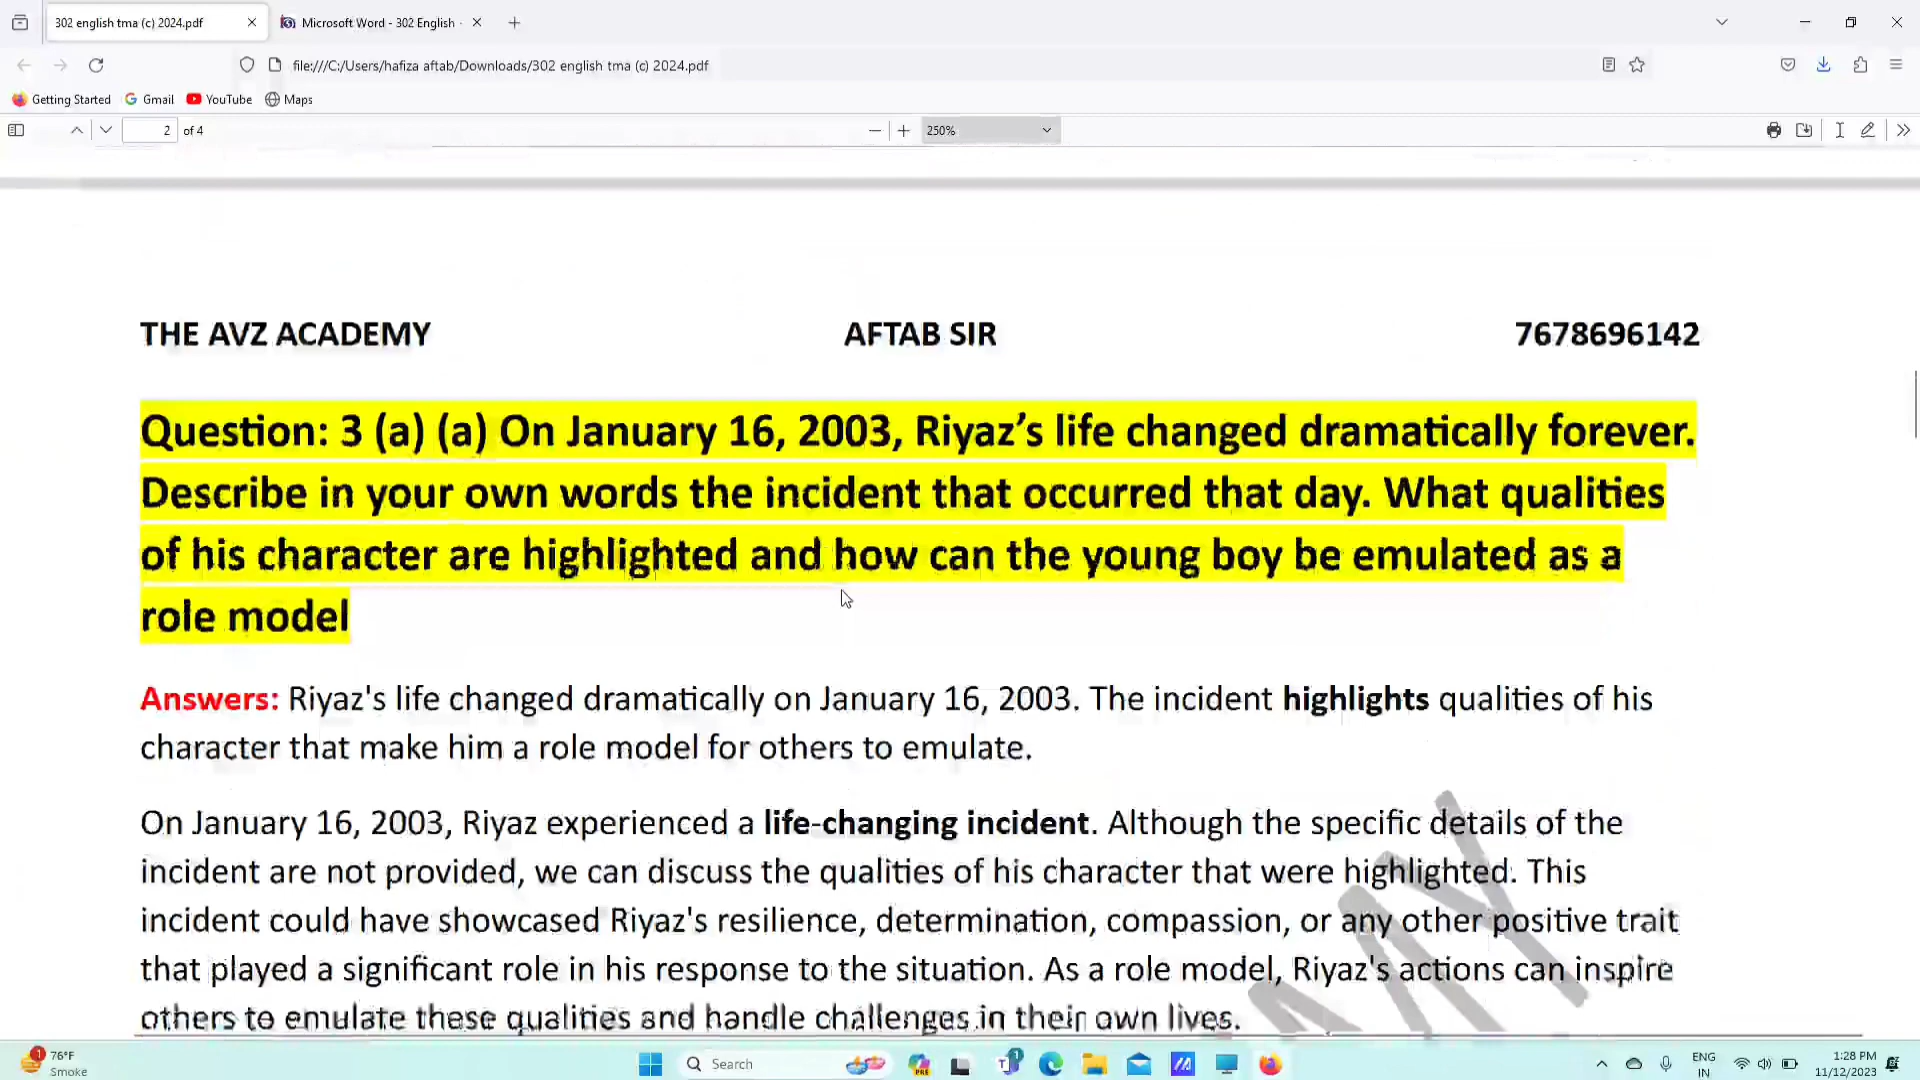 302 english tma (c) 2024.pdf
Microsoft Word - 302 English
file:///C:/Users/hafiza aftab/Downloads/302 english tma (c) 2024.pdf
Getting Started Gmail YouTube Maps
2 of 4 250%
THE AVZ ACADEMY AFTAB SIR 7678696142
Question: 3 (a) (a) On January 16, 2003, Riyaz’s life changed dramatically forever.
Describe in your own words the incident that occurred that day. What qualities
of his character are highlighted and how can the young boy be emulated as a
role model
Answers: Riyaz's life changed dramatically on January 16, 2003. The incident highlights qualities of his
character that make him a role model for others to emulate.
On January 16, 2003, Riyaz experienced a life-changing incident. Although the specific details of the
incident are not provided, we can discuss the qualities of his character that were highlighted. This
incident could have showcased Riyaz's resilience, determination, compassion, or any other positive trait
that played a significant role in his response to the situation. As a role model, Riyaz's actions can inspire
others to emulate these qualities and handle challenges in their own lives.
MY
1
76°F
Smoke
Search
PRE
1
ENG
IN
1:28 PM
11/12/2023